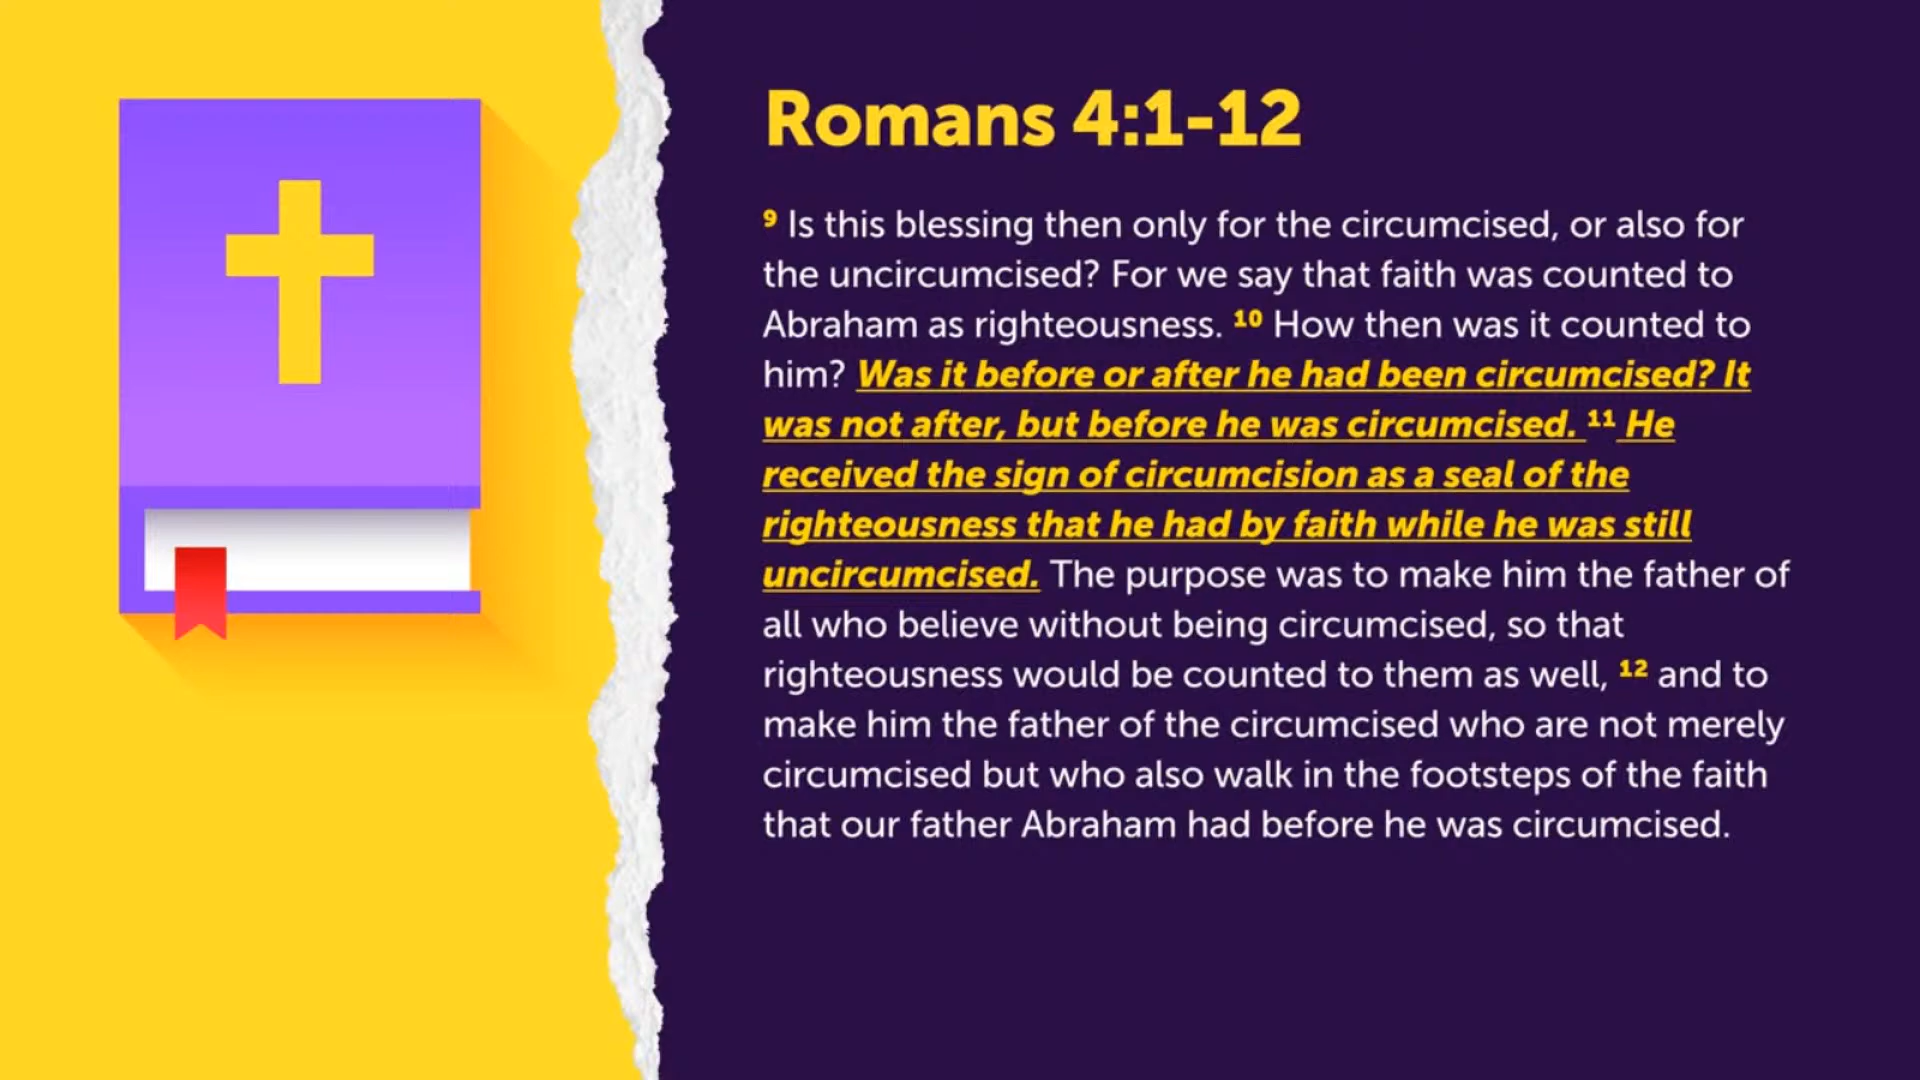 Romans 4:1-12
⁹ Is this blessing then only for the circumcised, or also for
the uncircumcised? For we say that faith was counted to
Abraham as righteousness. ¹⁰ How then was it counted to
him? Was it before or after he had been circumcised? It
was not after, but before he was circumcised. ¹¹ He
received the sign of circumcision as a seal of the
righteousness that he had by faith while he was still
uncircumcised. The purpose was to make him the father of
all who believe without being circumcised, so that
righteousness would be counted to them as well, ¹² and to
make him the father of the circumcised who are not merely
circumcised but who also walk in the footsteps of the faith
that our father Abraham had before he was circumcised.